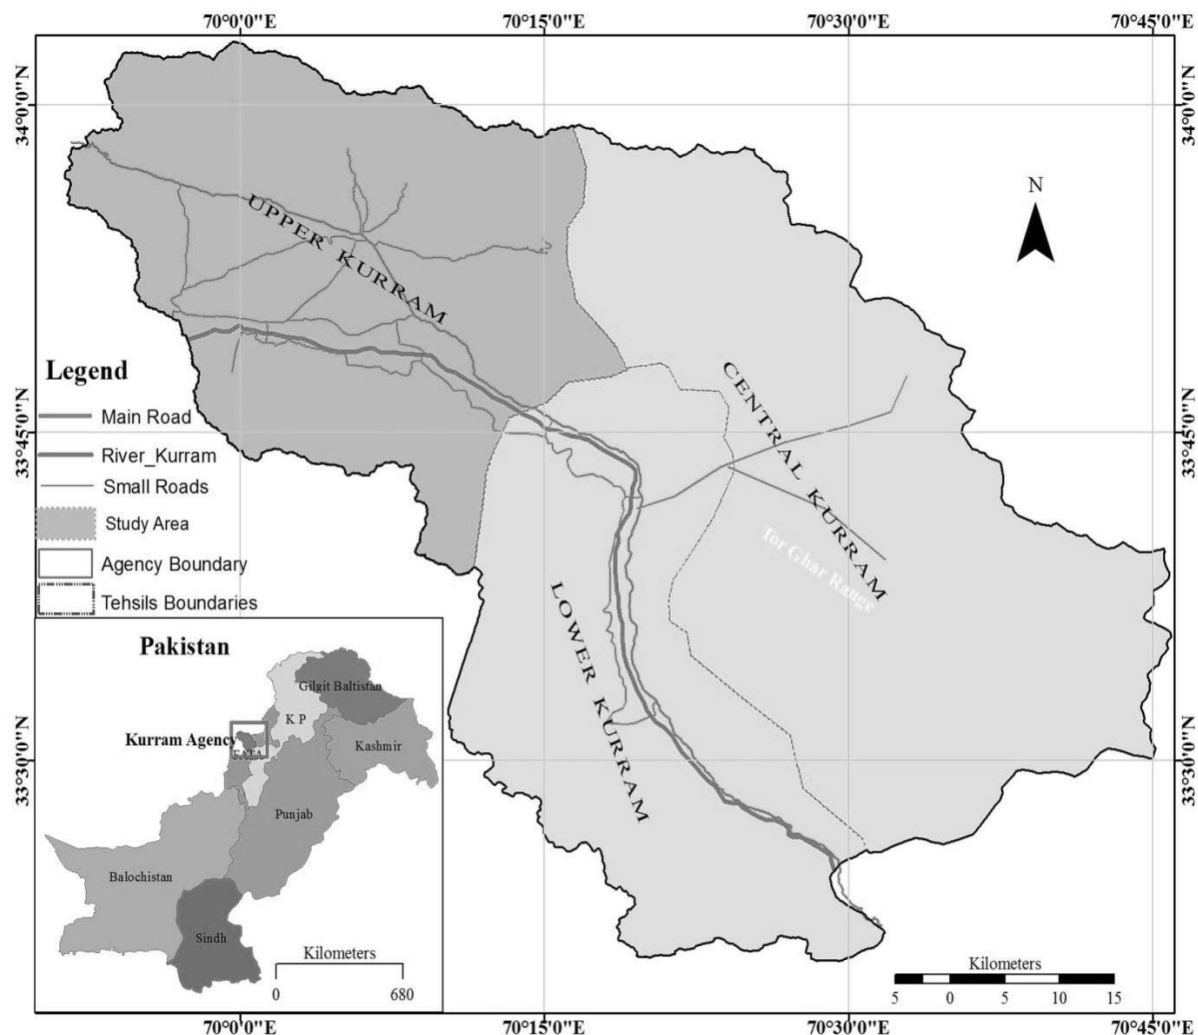 70°0'0"E
70°15'0"E
70°30'0"E
70°45'0"E
34°0'0"N
34°0'0"N
N
UPPER KURRAM
CENTRAL KURRAM
Tor Ghar Range
LOWER KURRAM
33°45'0"N
33°45'0"N
Legend
Main Road
River_Kurram
Small Roads
Study Area
Agency Boundary
Tehsils Boundaries
33°30'0"N
33°30'0"N
Pakistan
Gilgit Baltistan
K P
Kurram Agency
FATA
Kashmir
Punjab
Balochistan
Sindh
Kilometers
0 680
Kilometers
5 0 5 10 15
70°0'0"E
70°15'0"E
70°30'0"E
70°45'0"E